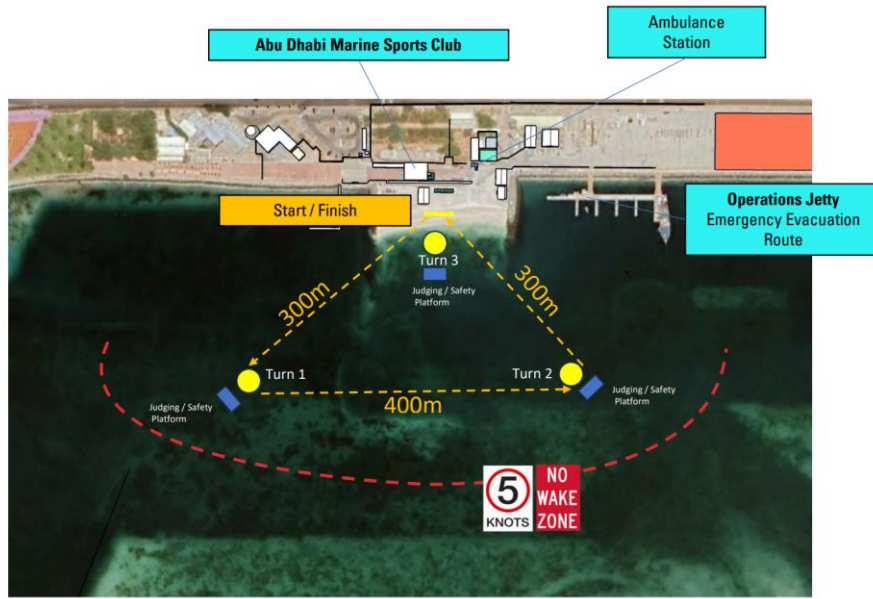 Abu Dhabi Marine Sports Club
Ambulance
Station
Start / Finish
Operations Jetty
Emergency Evacuation
Route
Turn 3
Judging / Safety
Platform
300m
300m
Turn 1
Turn 2
Judging / Safety
Platform
400m
Judging / Safety
Platform
5
KNOTS
NO
WAKE
ZONE